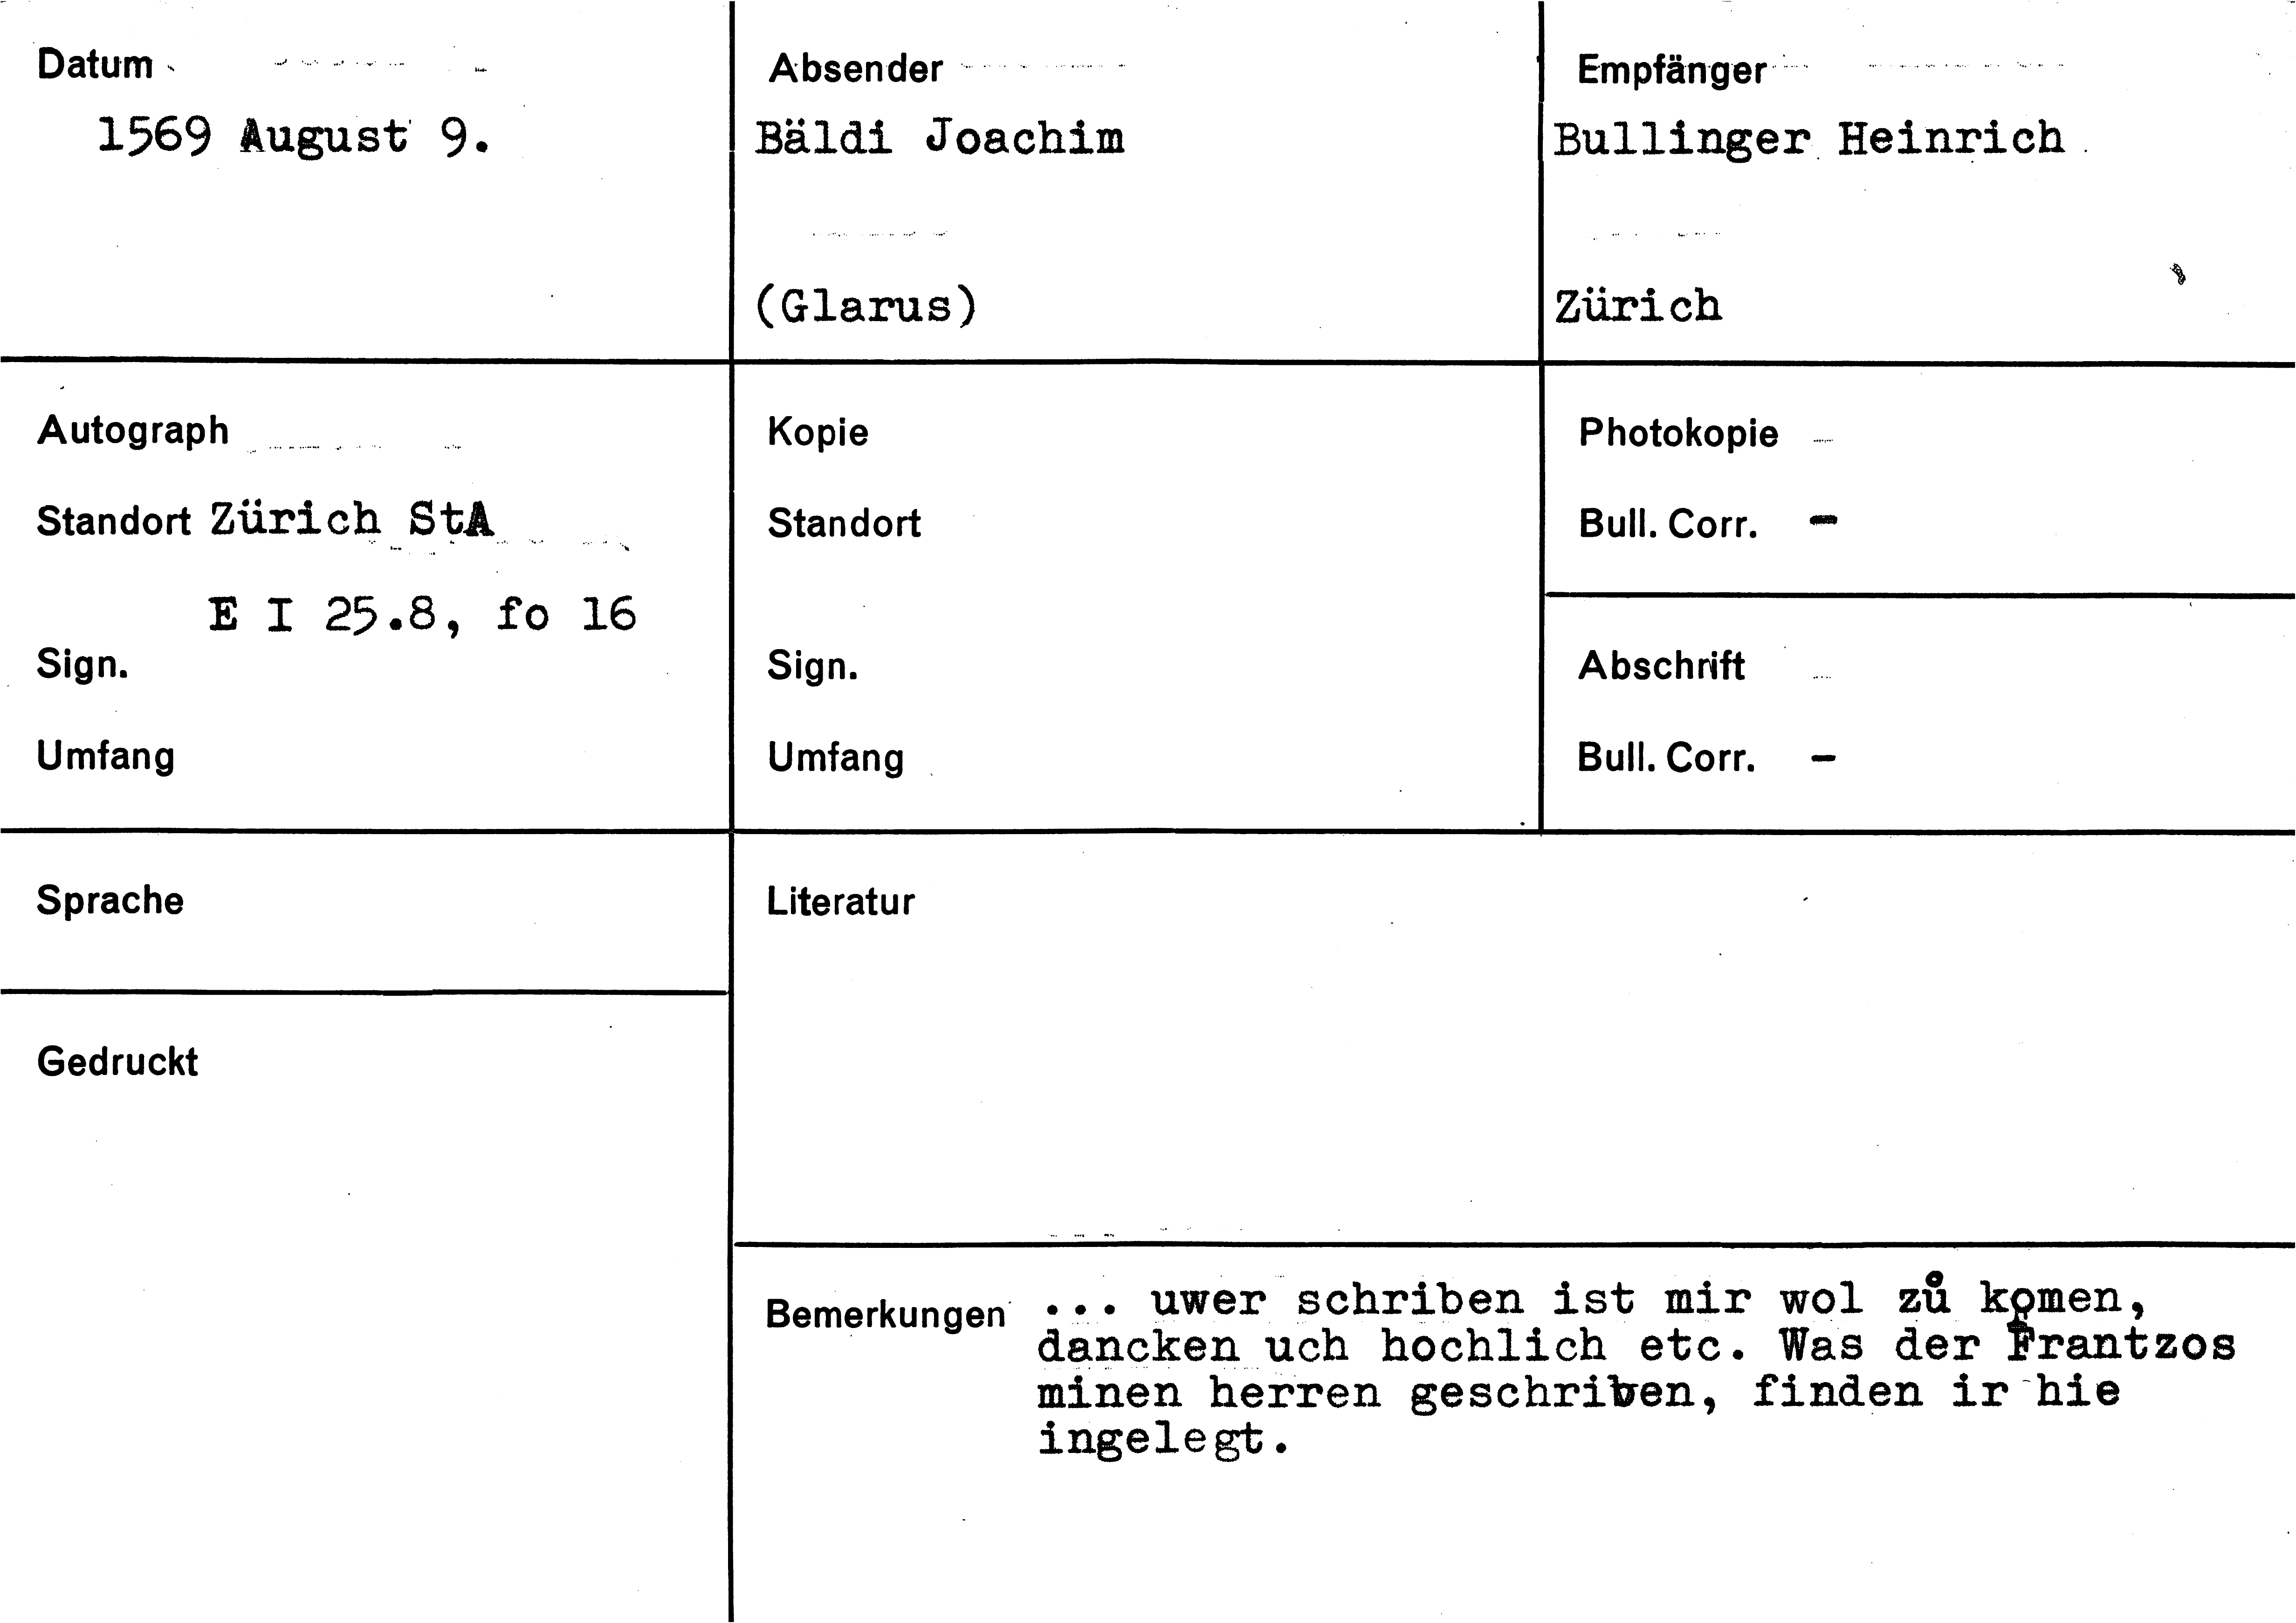 Datum
1569 August 9.
Absender
Bäldi Joachim
(Glarus)
Empfänger
Bullinger Heinrich
Zürich
Autograph
Standort Zürich StA
E I 25.8, fo 16
Sign.
Umfang
Kopie
Standort
Sign.
Umfang
Photokopie
Bull. Corr. -
Abschrift
Bull. Corr. -
Sprache
Literatur
Gedruckt
Bemerkungen ... uwer schriben ist mir wol zů komen,
dancken uch hochlich etc. Was der Frantzos
minen herren geschriben, finden ir hie
ingelegt.